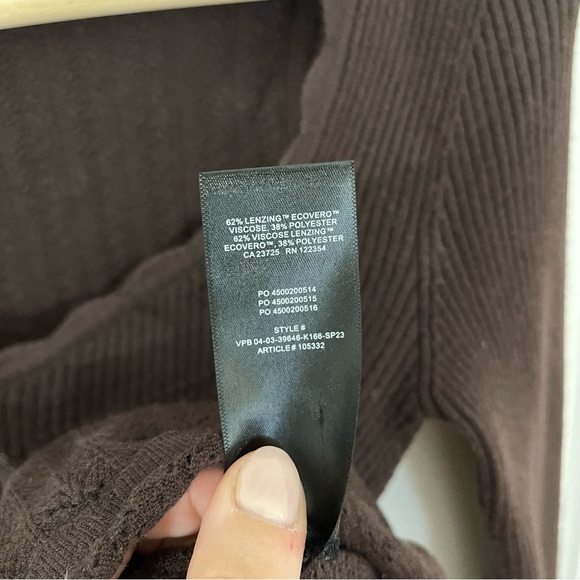 62% LENZING™ ECOVERO™
VISCOSE, 38% POLYESTER
62% VISCOSE LENZING™
ECOVERO™, 38% POLYESTER
CA 23725 RN 122354
PO 4500200514
PO 4500200515
PO 4500200516
STYLE #
VPB 04-03-39646-K166-SP23
ARTICLE # 105332